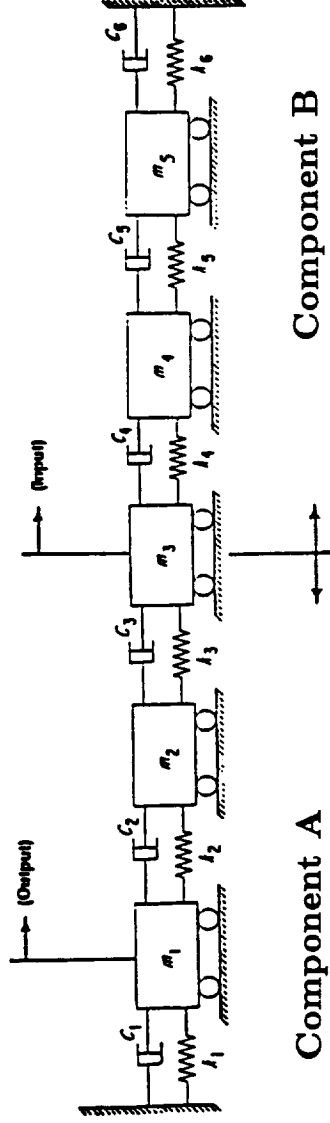 (Output)
(Input)
C₁ C₂ C₃ C₄ C₅ C₆
m₁ m₂ m₃ m₄ m₅
k₁ k₂ k₃ k₄ k₅ k₆
Component A
Component B